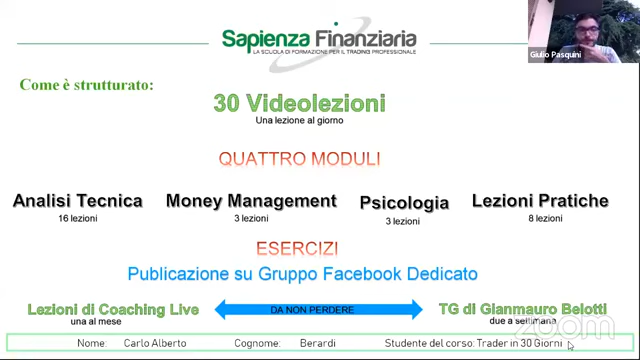 Sapienza Finanziaria
LA SCUOLA DI FORMAZIONE PER IL TRADING PROFESSIONALE
Giulio Pasquini
Come è strutturato:
30 Videolezioni
Una lezione al giorno
QUATTRO MODULI
Analisi Tecnica Money Management Psicologia Lezioni Pratiche
16 lezioni 3 lezioni 3 lezioni 8 lezioni
ESERCIZI
Publicazione su Gruppo Facebook Dedicato
Lezioni di Coaching Live DA NON PERDERE TG di Gianmauro Belotti
una al mese due a settimana
zoom
Nome: Carlo Alberto Cognome: Berardi Studente del corso: Trader in 30 Giorni